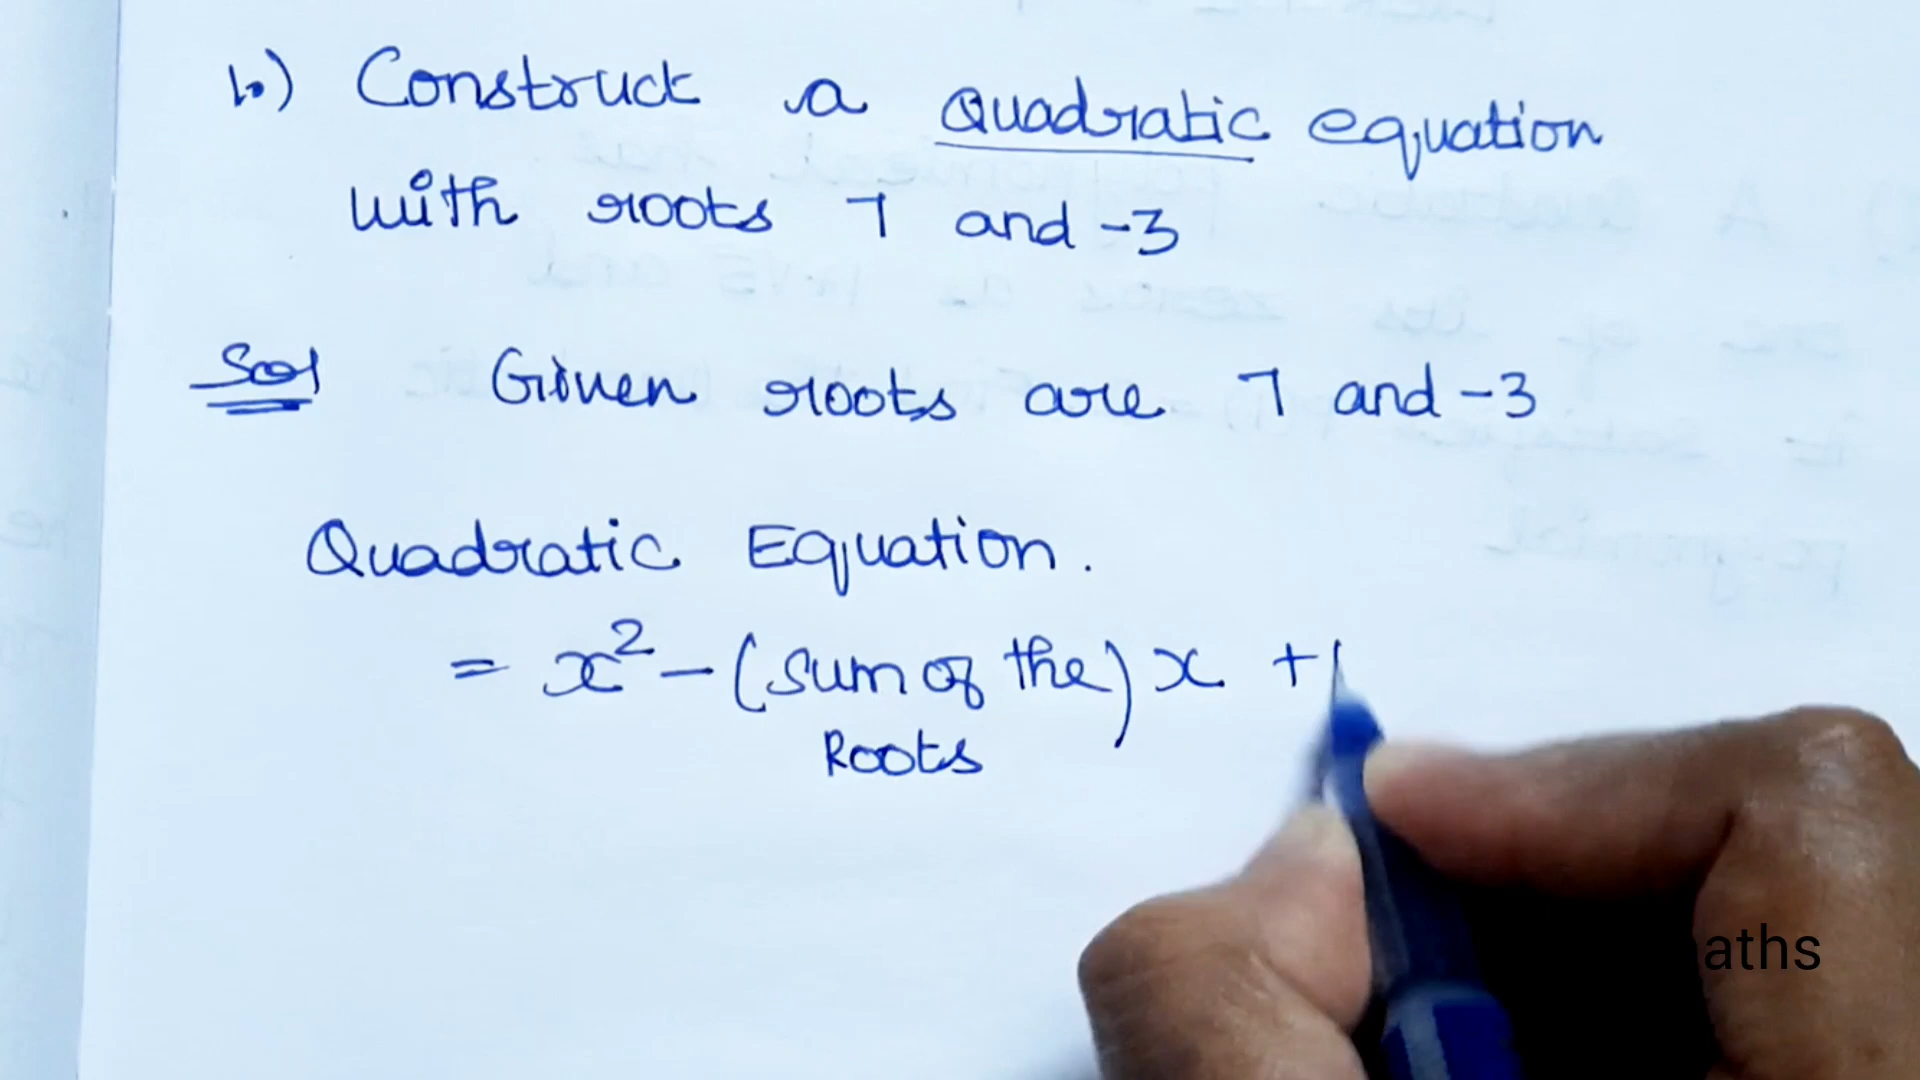 b.) Construct a Quadratic equation
with roots 7 and -3
Sol Given roots are 7 and -3
Quadratic Equation.
= x² - (sum of the) x +(
Roots
aths